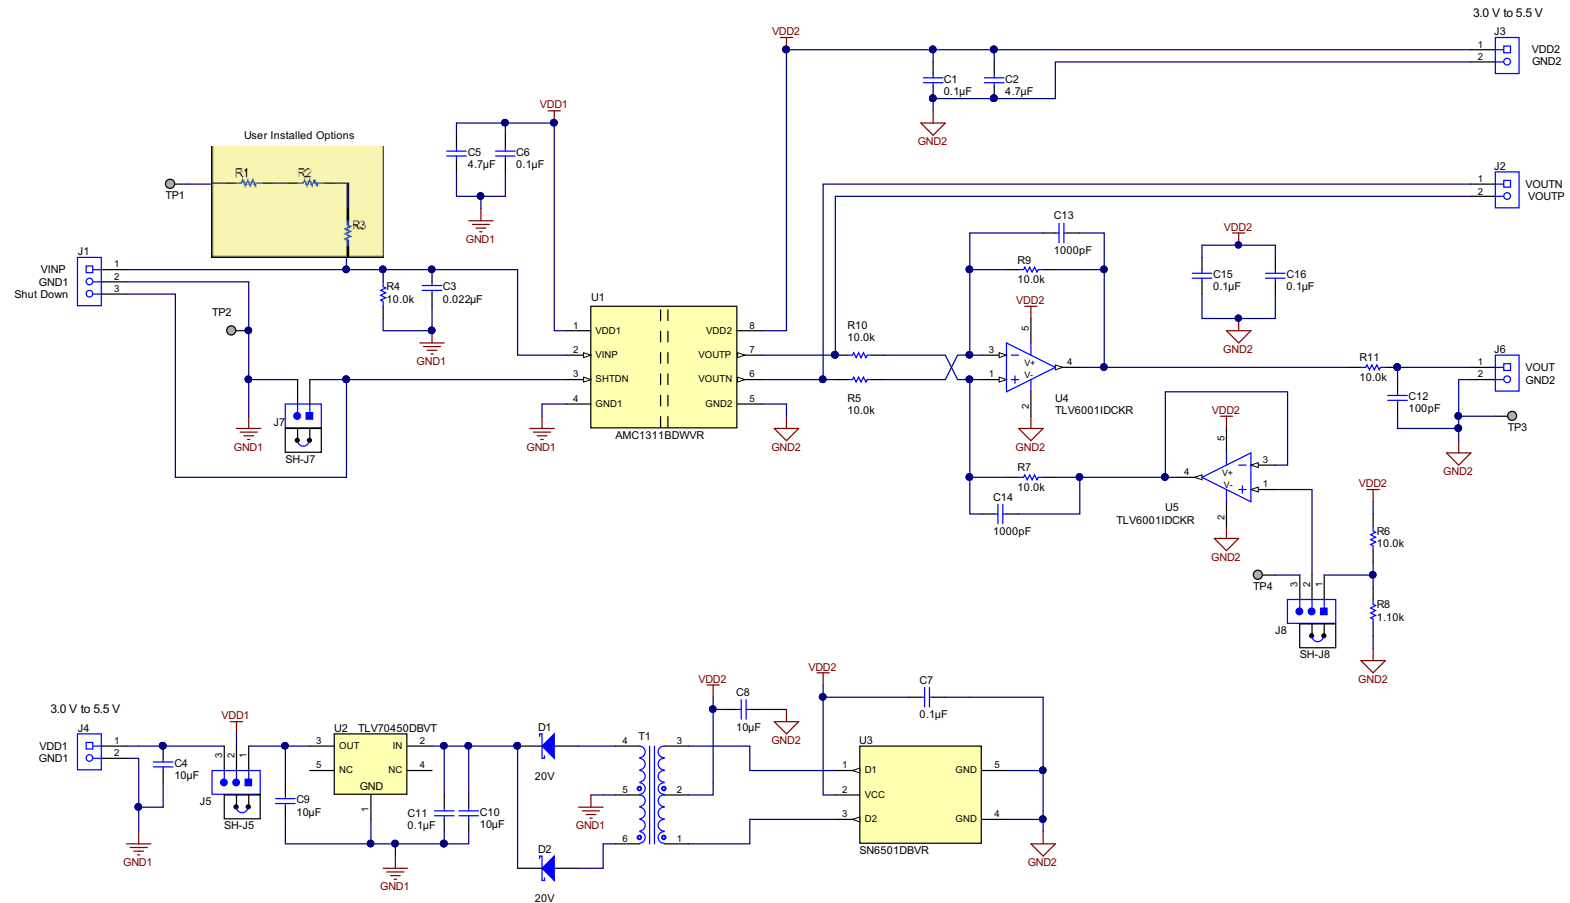 3.0 V to 5.5 V
J3
VDD2
1
VDD2
2
GND2
C1
0.1µF
C2
4.7µF
GND2
VDD1
User Installed Options
C5
4.7µF
C6
0.1µF
GND1
R1
R2
R3
TP1
J2
1
VOUTN
2
VOUTP
C13
1000pF
R9
10.0k
VDD2
C15
0.1µF
C16
0.1µF
GND2
J1
VINP
1
GND1
2
Shut Down
3
R4
10.0k
C3
0.022µF
GND1
TP2
U1
1
VDD1
VDD2
8
2
VINP
VOUTP
7
3
SHTDN
VOUTN
6
4
GND1
GND2
5
AMC1311BDWVR
GND1
GND2
R10
10.0k
R5
10.0k
VDD2
5
3
V+
4
1
V-
2
U4
TLV6001IDCKR
GND2
R11
10.0k
J6
1
VOUT
2
GND2
C12
100pF
TP3
GND2
J7
SH-J7
GND1
R7
10.0k
C14
1000pF
VDD2
5
4
V+
3
V-
1
2
U5
TLV6001IDCKR
GND2
VDD2
R6
10.0k
TP4
3
2
1
R8
1.10k
J8
SH-J8
GND2
3.0 V to 5.5 V
J4
VDD1
1
GND1
2
C4
10µF
GND1
VDD1
3
2
1
J5
SH-J5
C9
10µF
U2
TLV70450DBVT
3
OUT
IN
2
5
NC
NC
4
GND
1
C11
0.1µF
C10
10µF
GND1
D1
20V
D2
20V
T1
4
3
5
2
6
1
GND1
VDD2
C8
10µF
GND2
VDD2
C7
0.1µF
U3
1
D1
GND
5
2
VCC
3
D2
GND
4
SN6501DBVR
GND2